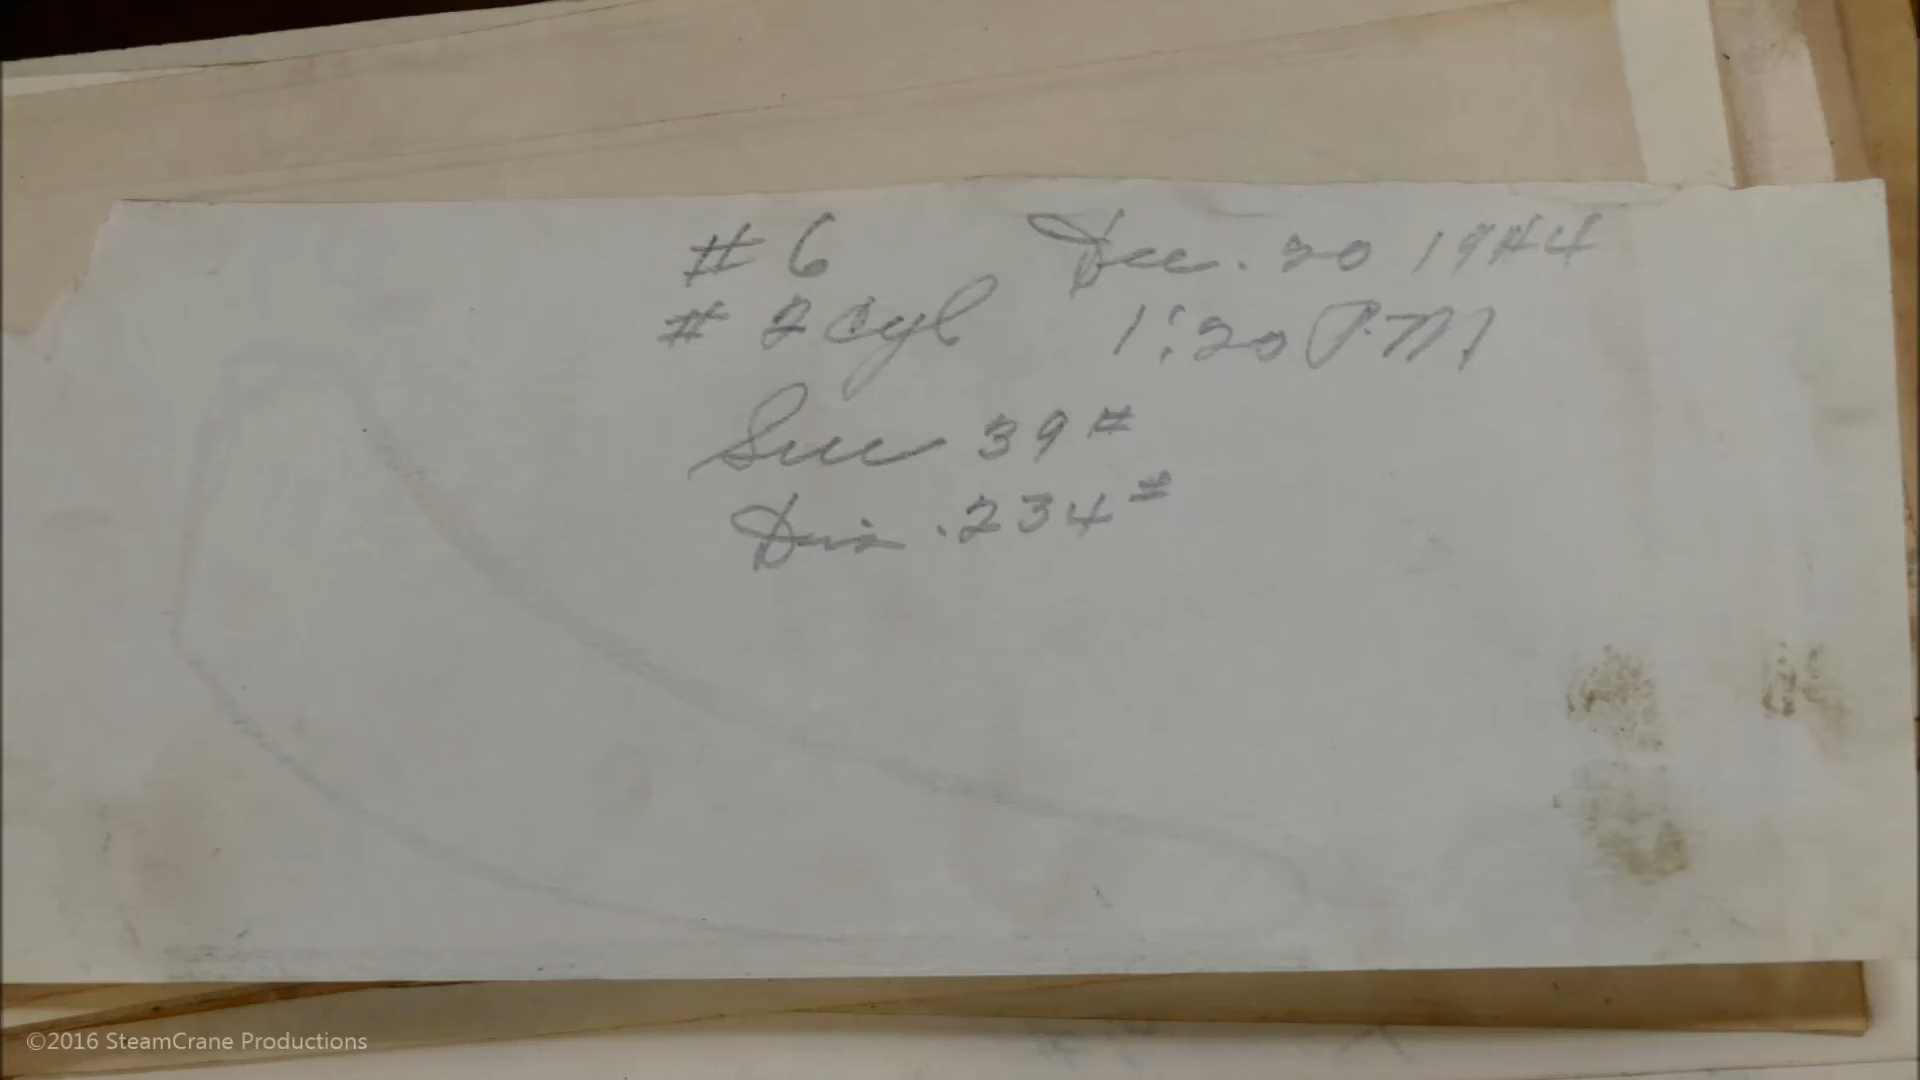 # 6 Dec. 20 1944
# 2 cyl 1:20 P.M
Suc 39 #
Dis .234 #
©2016 SteamCrane Productions